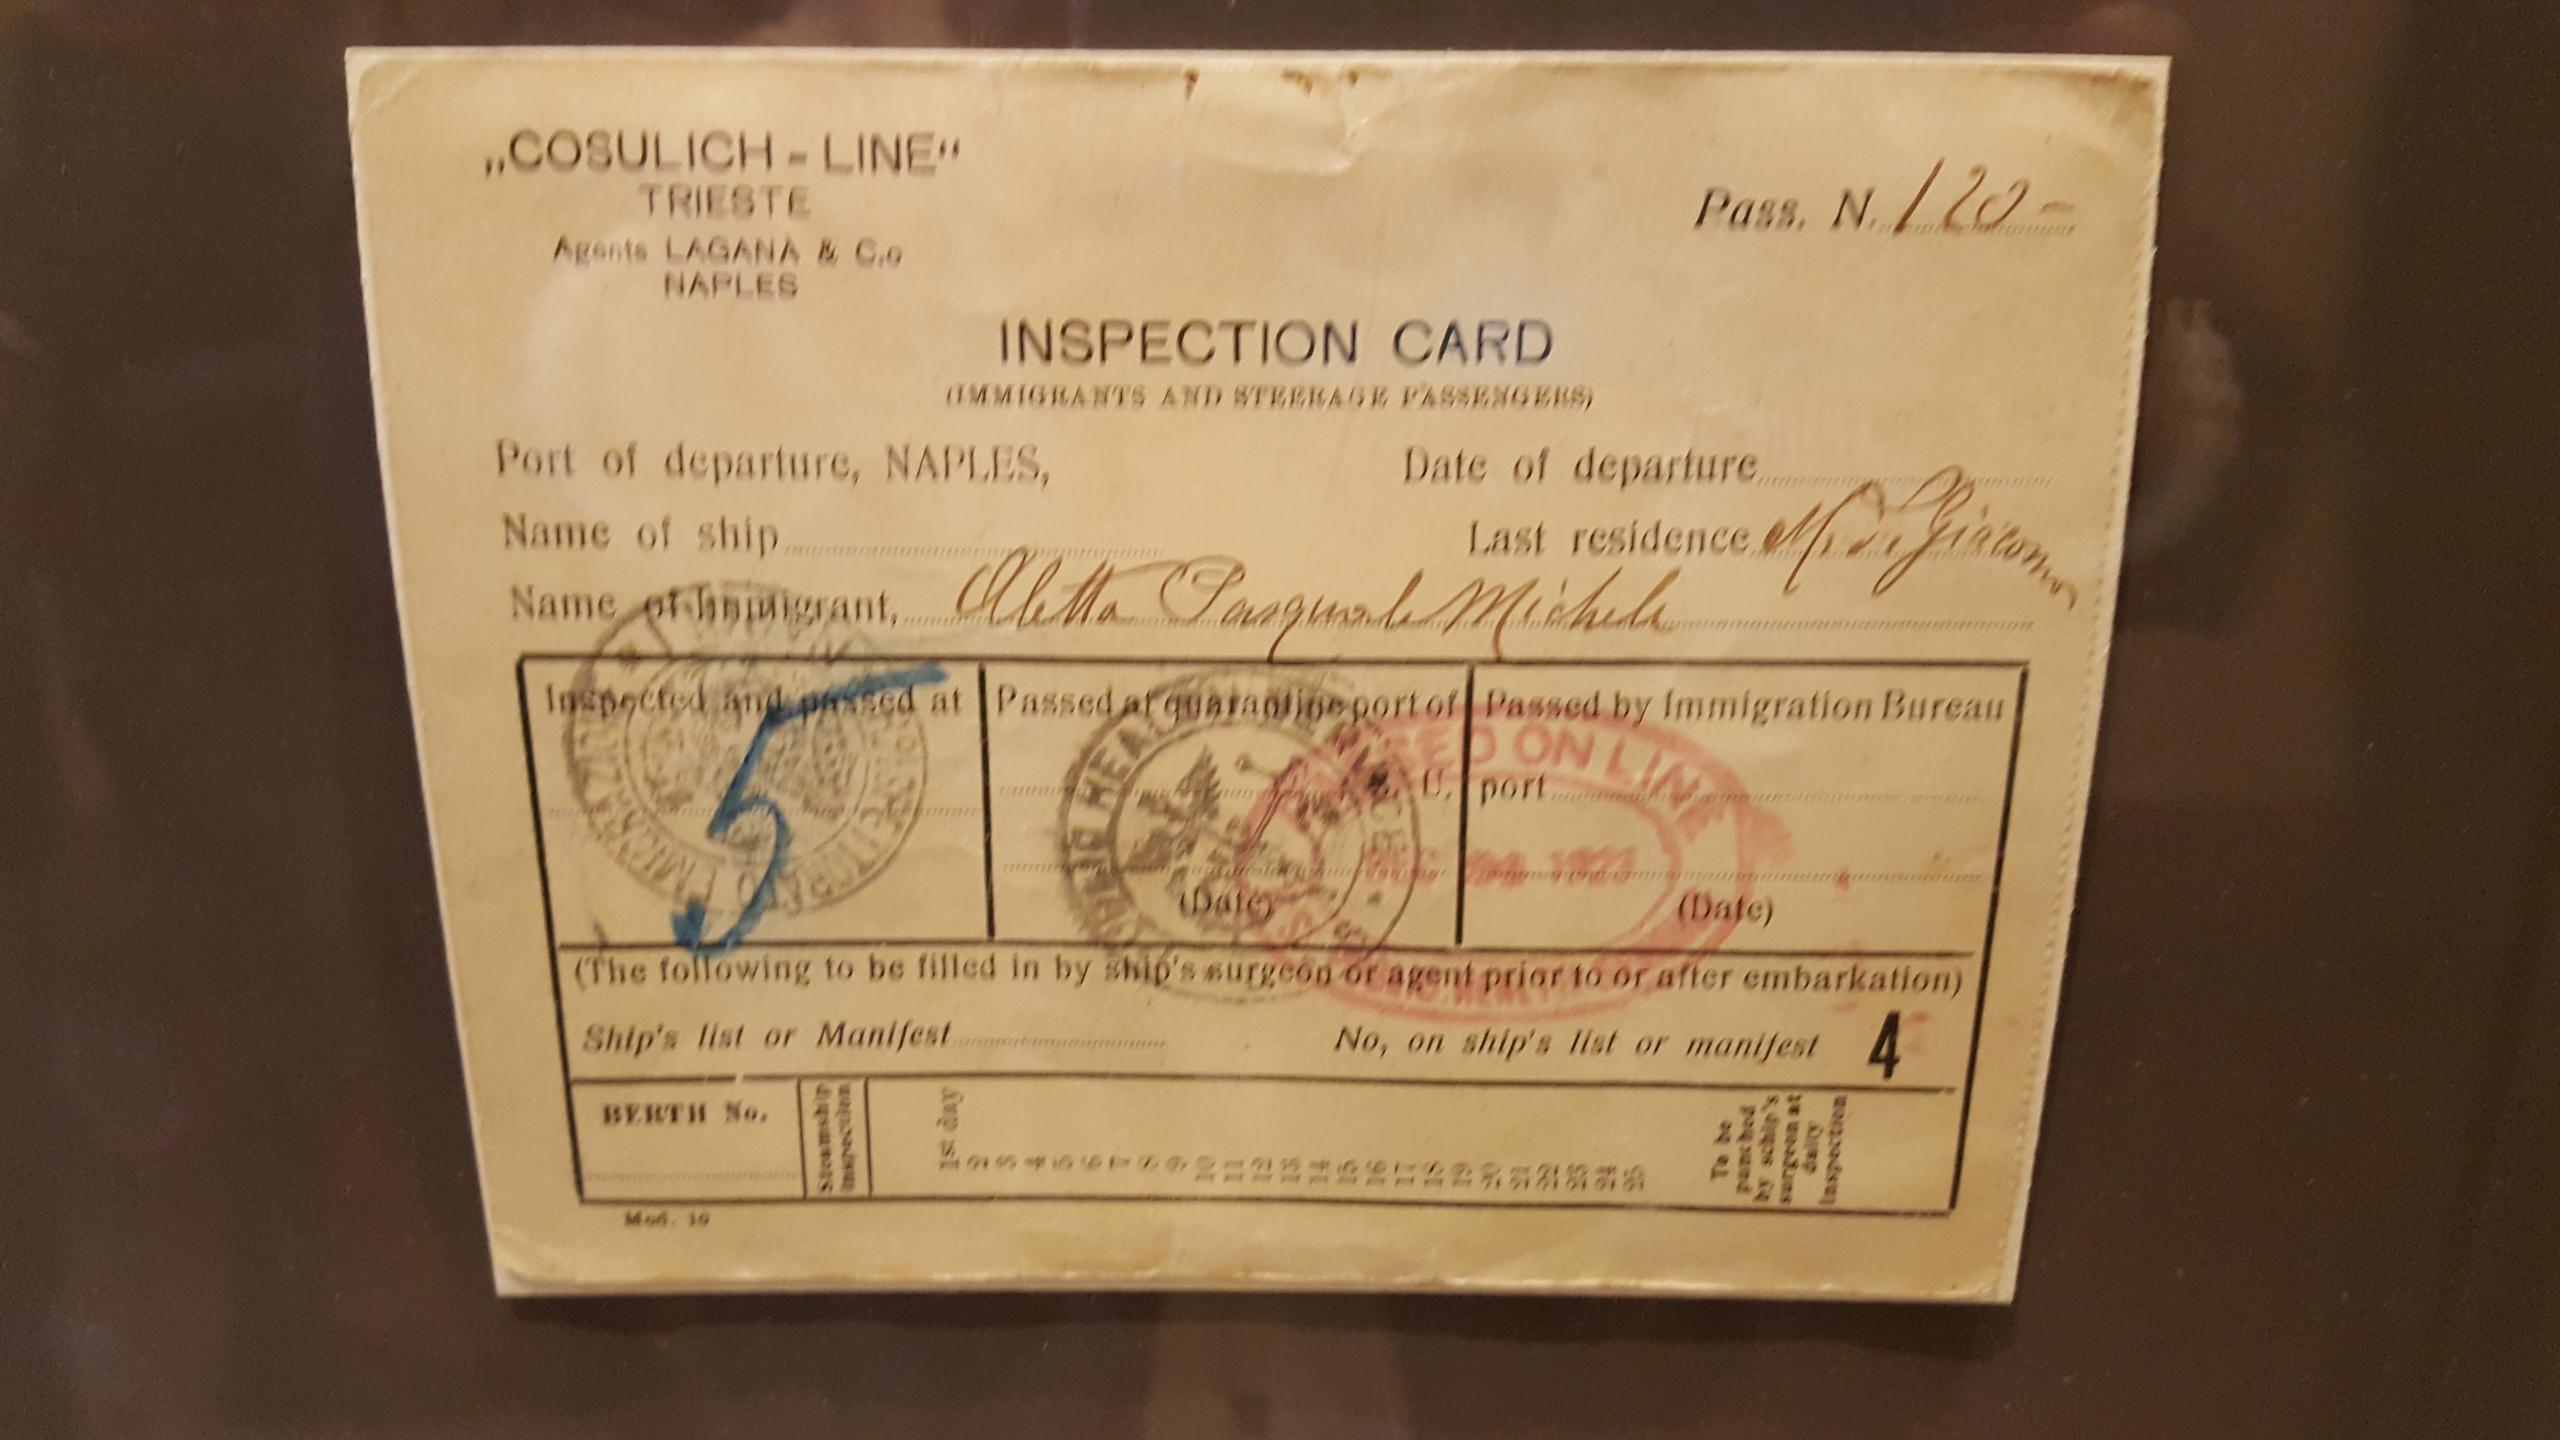 „COSULICH - LINE“
TRIESTE
Agents LAGANA & C.o
NAPLES
Pass. N. 120 -
INSPECTION CARD
(IMMIGRANTS AND STEERAGE PASSENGERS)
Port of departure, NAPLES,
Date of departure
Name of ship
Last residence
Name of Immigrant, Aletta Pasquale Michele
Inspected and passed at
5
Passed at quarantine port of
U.
(Date)
Passed by Immigration Bureau
port
(Date)
ON LINE
DEC
(The following to be filled in by ship's surgeon or agent prior to or after embarkation)
Ship's list or Manifest
No, on ship's list or manifest 4
BERTH No.
Steamship
inspection
1st day 2 3 4 5 6 7 8 9 10 11 12 13 14 15 16 17 18 19 20 21 22 23 24 25
To be
punched
by schip's
surgeon at
daity
inspection
Mod. 10